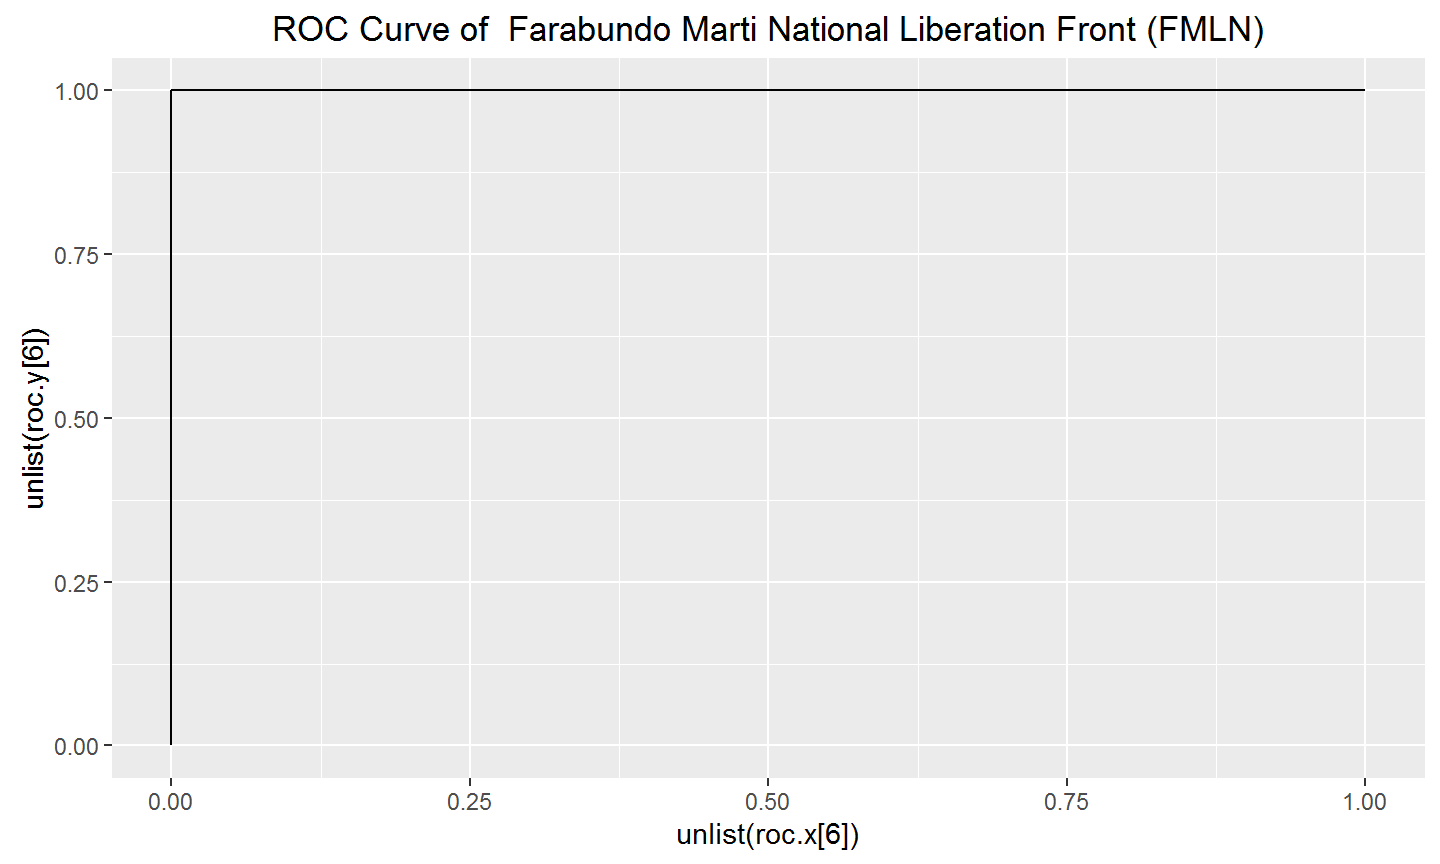 ROC Curve of  Farabundo Marti National Liberation Front (FMLN)
1.00
0.75
0.50
0.25
0.00
unlist(roc.y[6])
0.00 0.25 0.50 0.75 1.00
unlist(roc.x[6])